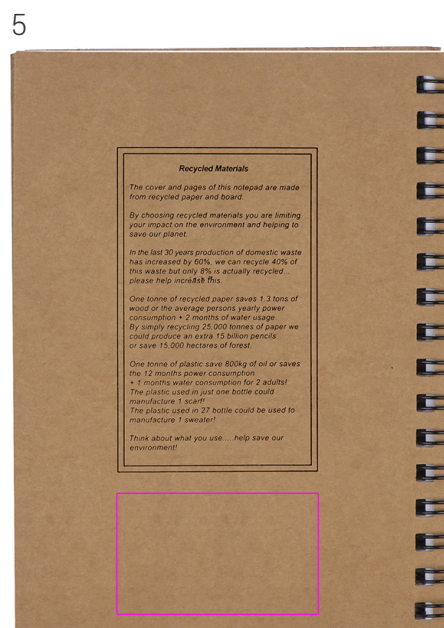 5
Recycled Materials
The cover and pages of this notepad are made
from recycled paper and board.
By choosing recycled materials you are limiting
your impact on the environment and helping to
save our planet.
In the last 30 years production of domestic waste
has increased by 60%, we can recycle 40% of
this waste but only 8% is actually recycled...
please help increase this.
One tonne of recycled paper saves 1.3 tons of
wood or the average persons yearly power
consumption + 2 months of water usage.
By simply recycling 25,000 tonnes of paper we
could produce an extra 15 billion pencils
or save 15,000 hectares of forest.
One tonne of plastic save 800kg of oil or saves
the 12 months power consumption
+ 1 months water consumption for 2 adults!
The plastic used in just one bottle could
manufacture 1 scarf!
The plastic used in 27 bottle could be used to
manufacture 1 sweater!
Think about what you use.... help save our
environment!